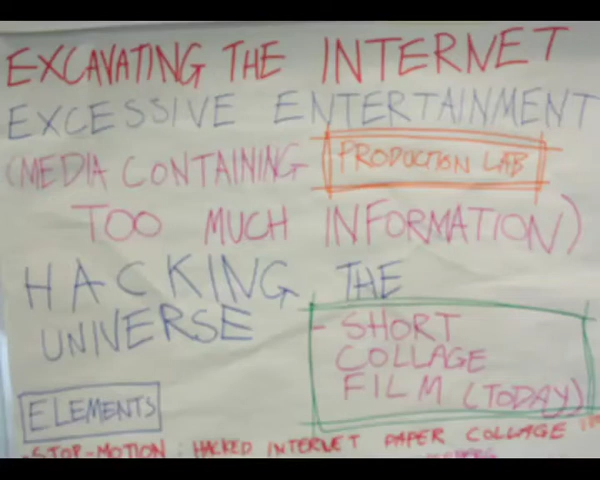 EXCAVATING THE INTERNET
EXCESSIVE ENTERTAINMENT
(MEDIA CONTAINING
PRODUCTION LAB
TOO MUCH INFORMATION)
HACKING THE
UNIVERSE
- SHORT
COLLAGE
FILM (TODAY)
ELEMENTS
-STOP-MOTION: HACKED INTERNET PAPER COLLAGE